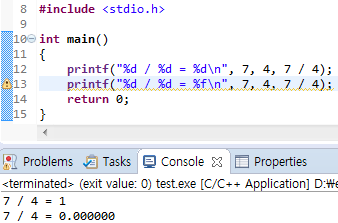 8 #include <stdio.h>
9
10 int main()
11 {
12 printf("%d / %d = %d\n", 7, 4, 7 / 4);
13 printf("%d / %d = %f\n", 7, 4, 7 / 4);
14 return 0;
15 }
Problems Tasks Console Properties
<terminated> (exit value: 0) test.exe [C/C++ Application] D:₩e
7 / 4 = 1
7 / 4 = 0.000000